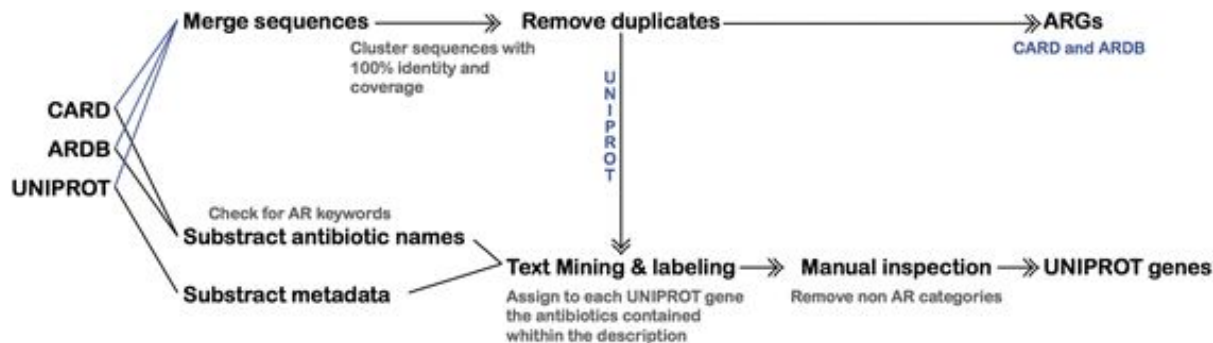 Merge sequences
Remove duplicates
ARGs
CARD and ARDB
Cluster sequences with
100% identity and
coverage
UNIPROT
CARD
ARDB
UNIPROT
Check for AR keywords
Substract antibiotic names
Substract metadata
Text Mining & labeling
Assign to each UNIPROT gene
the antibiotics contained
whithin the description
Manual inspection
Remove non AR categories
UNIPROT genes